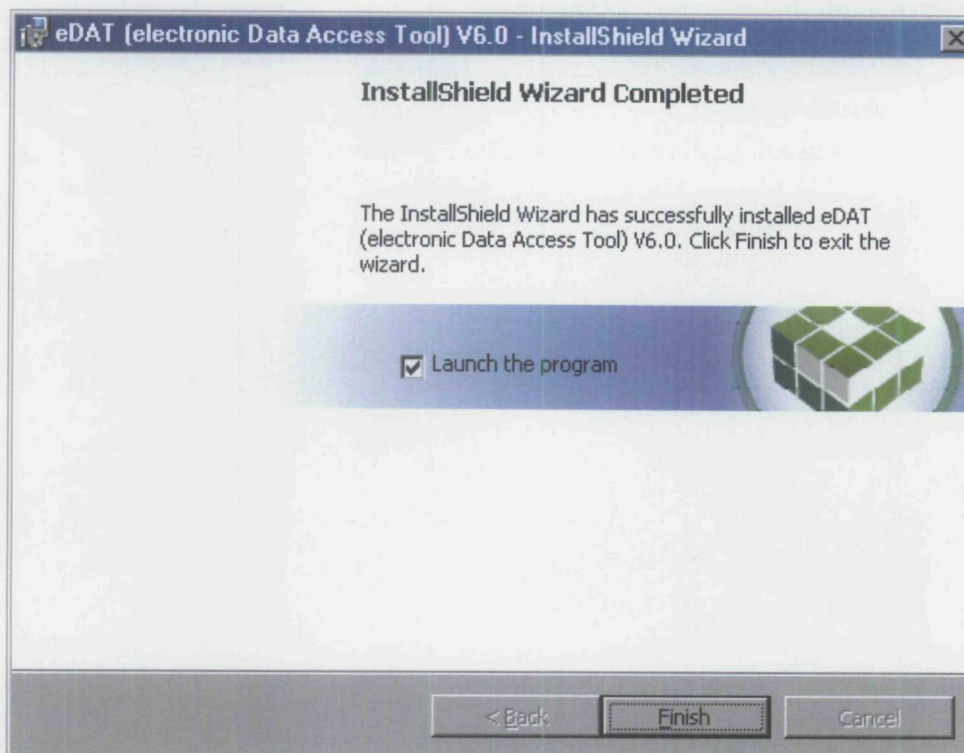 eDAT (electronic Data Access Tool) V6.0 - InstallShield Wizard
InstallShield Wizard Completed
The InstallShield Wizard has successfully installed eDAT
(electronic Data Access Tool) V6.0. Click Finish to exit the
wizard.
Launch the program
< Back
Finish
Cancel